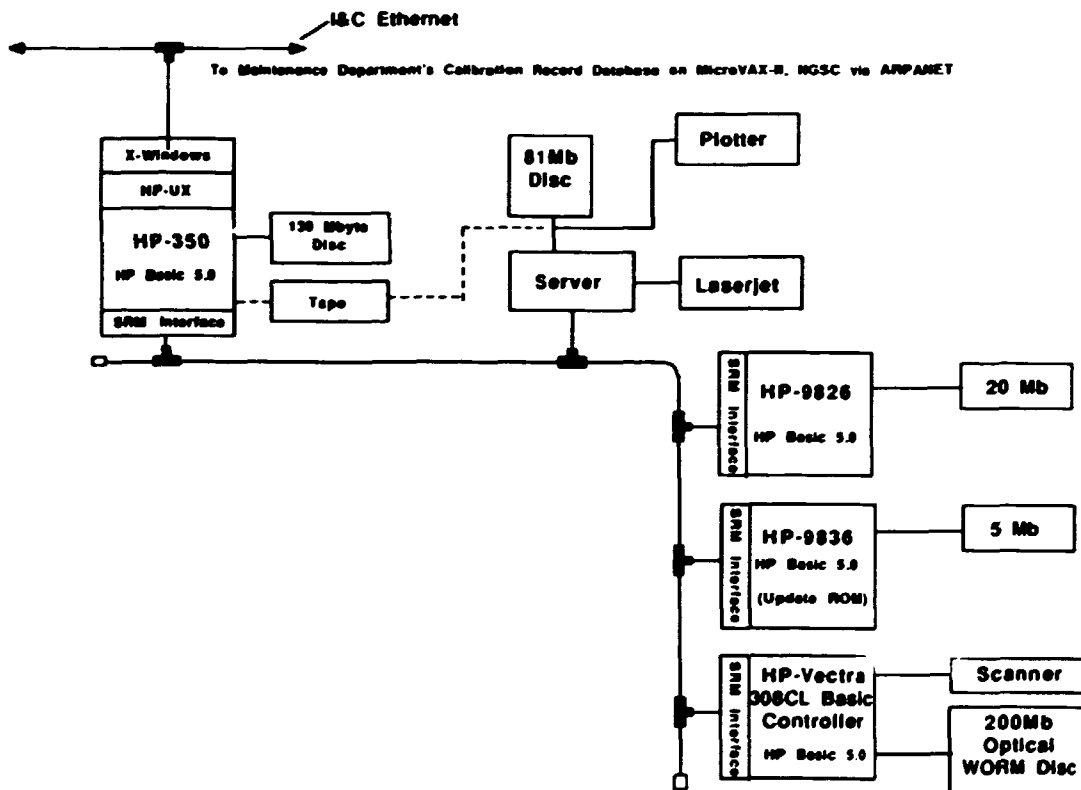 I&C Ethernet
To Maintenance Department's Calibration Record Database on MicroVAX-II, NGSC via ARPANET
X-Windows
HP-UX
HP-350
HP Basic 5.0
SRM Interface
130 Mbyte
Disc
Tape
81Mb
Disc
Plotter
Server
Laserjet
SRM Interface
HP-9826
HP Basic 5.0
20 Mb
SRM Interface
HP-9836
HP Basic 5.0
(Update ROM)
5 Mb
SRM Interface
HP-Vectra
308CL Basic
Controller
HP Basic 5.0
Scanner
200Mb
Optical
WORM Disc